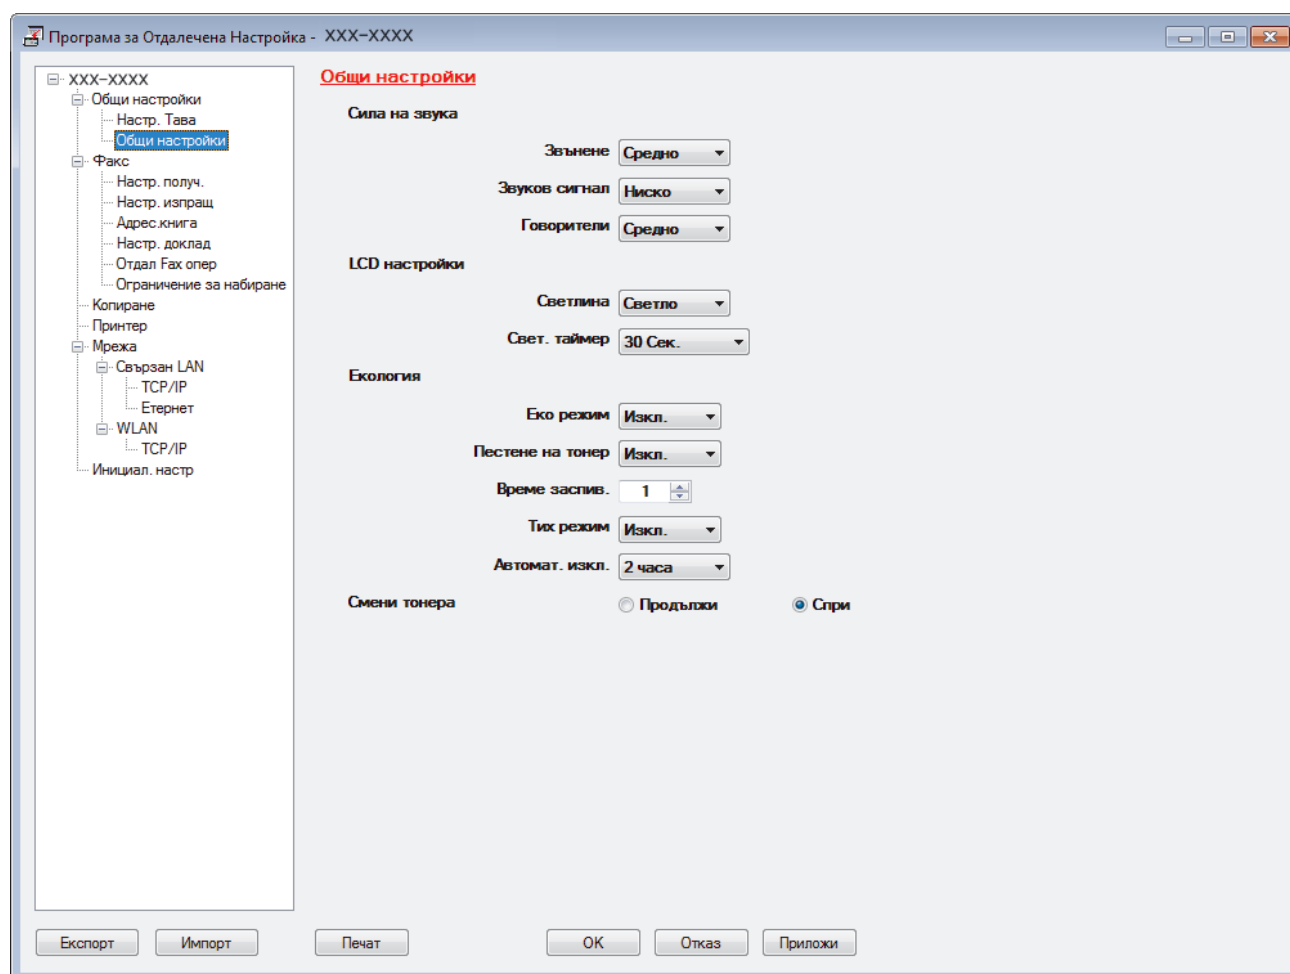 Програма за Отдалечена Настройка - XXX-XXXX
XXX-XXXX
Общи настройки
Настр. Тава
Общи настройки
Факс
Настр. получ.
Настр. изпращ
Адрес.книга
Настр. доклад
Отдал Fax опер
Ограничение за набиране
Копиране
Принтер
Мрежа
Свързан LAN
TCP/IP
Етернет
WLAN
TCP/IP
Инициал. настр
Общи настройки
Сила на звука
Звънене Средно
Звуков сигнал Ниско
Говорители Средно
LCD настройки
Светлина Светло
Свет. таймер 30 Сек.
Екология
Еко режим Изкл.
Пестене на тонер Изкл.
Време заспив. 1
Тих режим Изкл.
Автомат. изкл. 2 часа
Смени тонера Продължи Спри
Експорт Импорт Печат OK Отказ Приложи